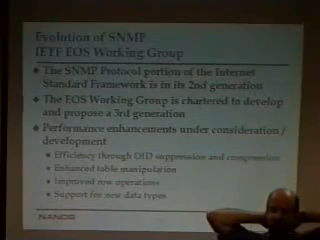 Evolution of SNMP
IETF EOS Working Group
The SNMP Protocol portion of the Internet
Standard Framework is in its 2nd generation
The EOS Working Group is chartered to develop
and propose a 3rd generation
Performance enhancements under consideration /
development
Efficiency through OID suppression and compression
Enhanced table manipulation
Improved row operations
Support for new data types
NANOG